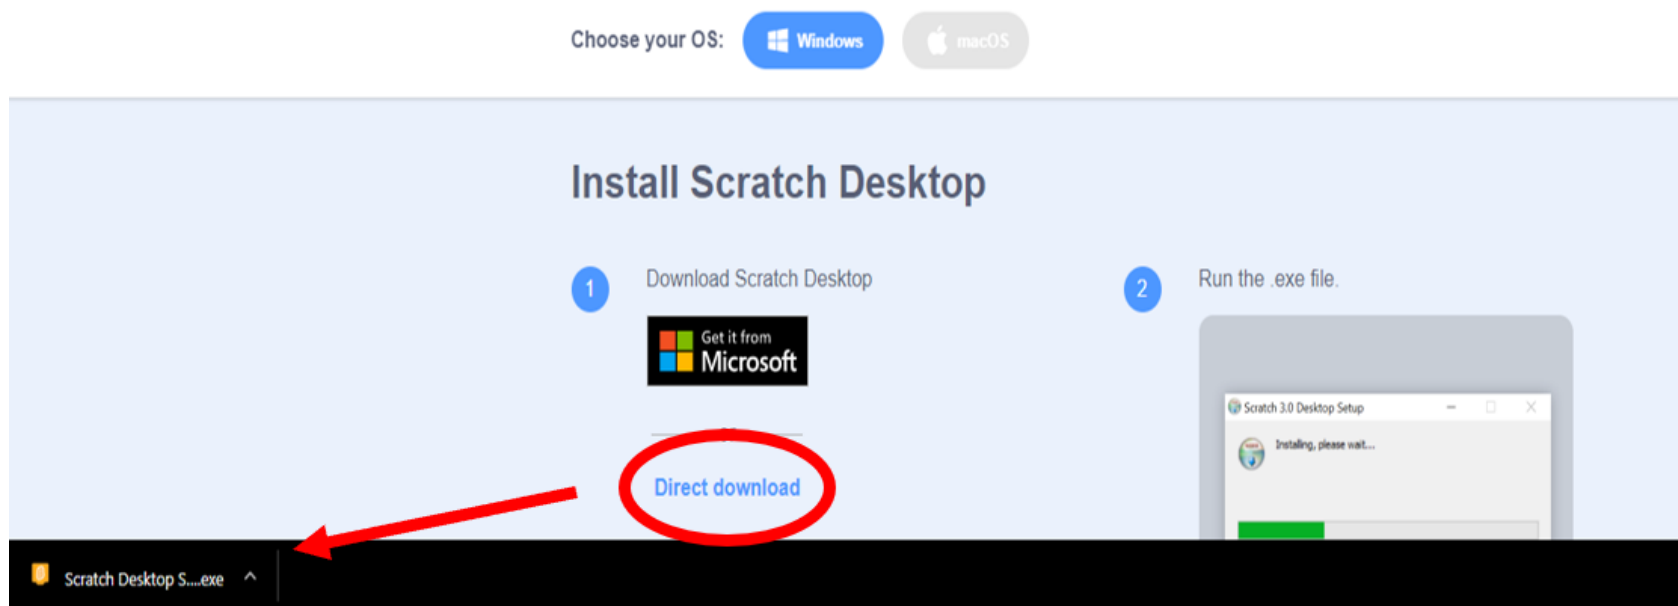 Choose your OS:
Windows
macOS
Install Scratch Desktop
1
Download Scratch Desktop
Get it from
Microsoft
Direct download
2
Run the .exe file.
Scratch 3.0 Desktop Setup
Installing, please wait...
Scratch Desktop S....exe